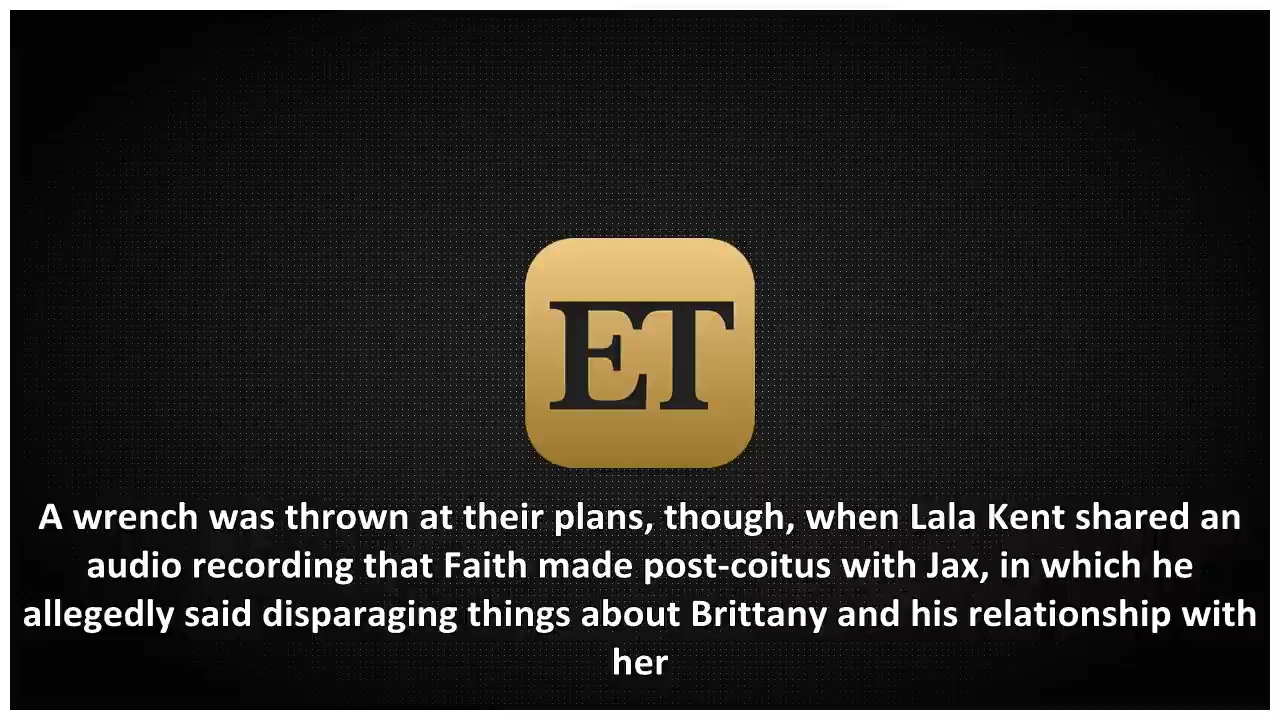 ET
A wrench was thrown at their plans, though, when Lala Kent shared an
audio recording that Faith made post-coitus with Jax, in which he
allegedly said disparaging things about Brittany and his relationship with
her